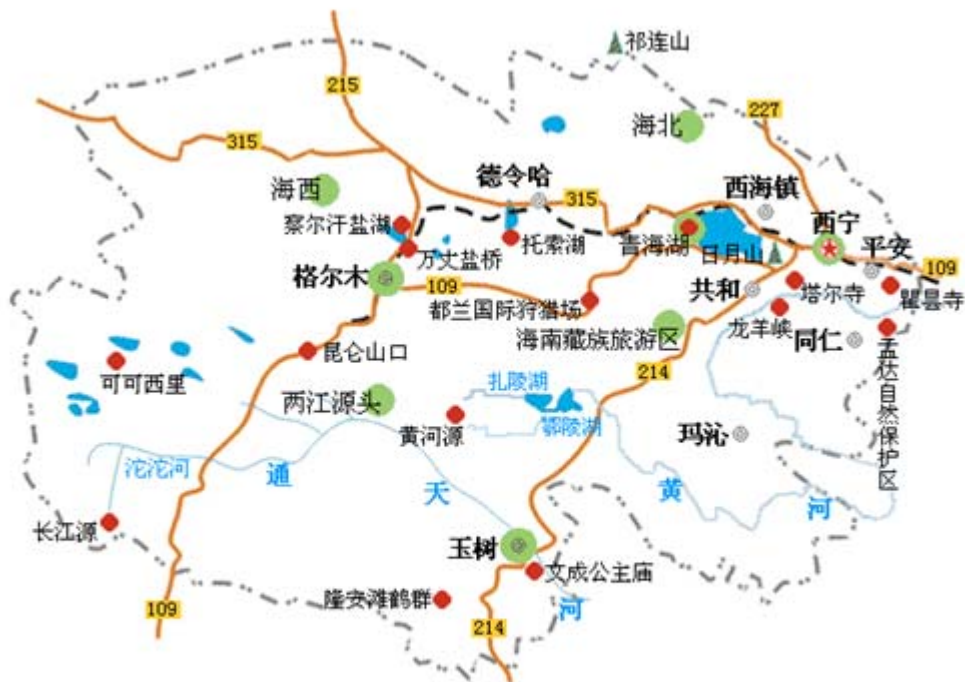 祁连山
215
海北
227
315
德令哈
315
西海镇
海西
西宁
察尔汗盐湖
青海湖
日月山
平安
万丈盐桥
托索湖
109
格尔木
109
共和
塔尔寺
瞿昙寺
都兰国际狩猎场
龙羊峡
海南藏族旅游区
同仁
孟达自然保护区
昆仑山口
可可西里
214
扎陵湖
两江源头
黄河源
鄂陵湖
玛沁
沱沱河
通
天
河
黄
河
长江源
玉树
文成公主庙
隆安滩鹤群
109
214